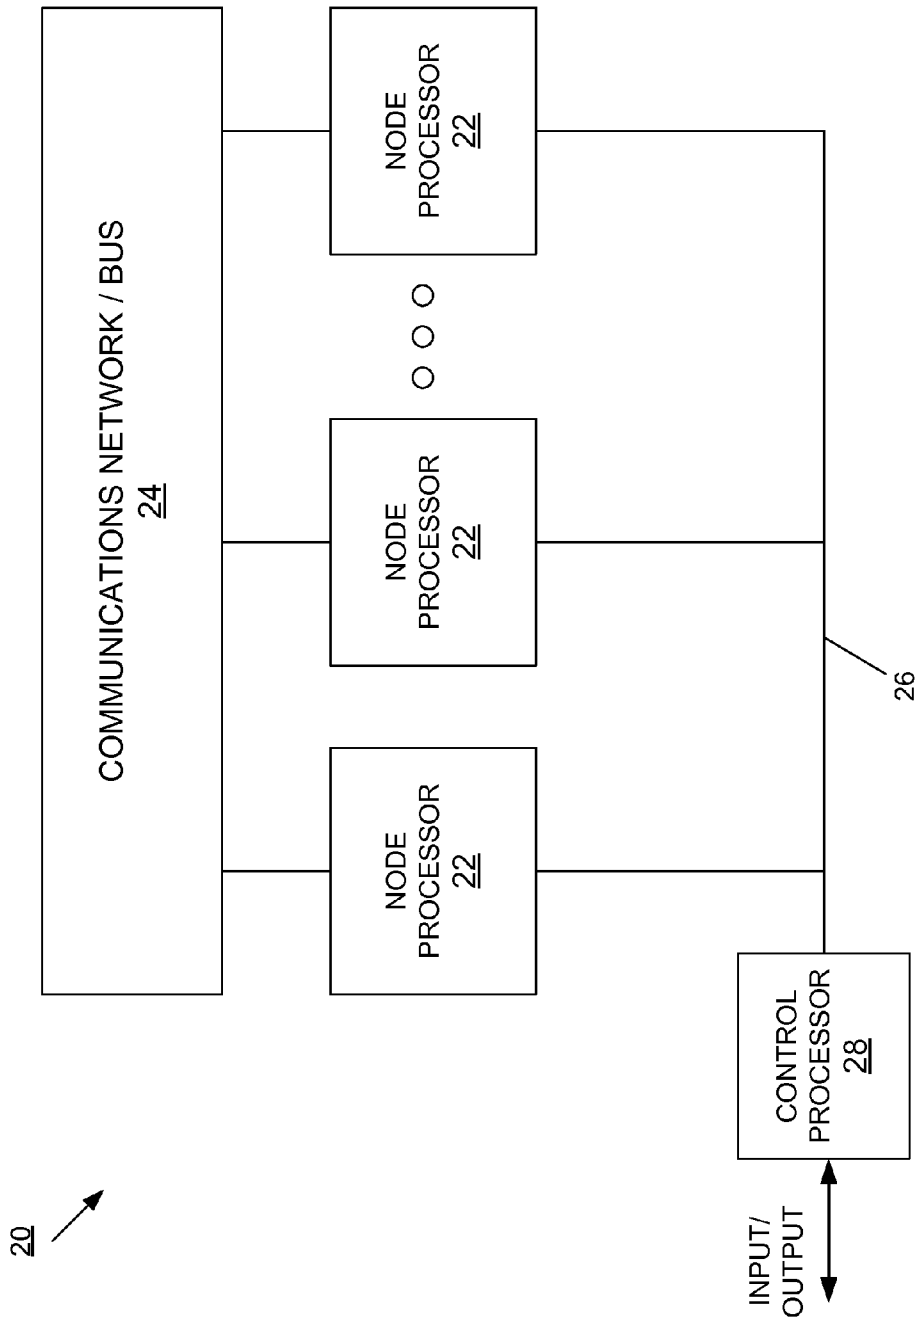 20
COMMUNICATIONS NETWORK / BUS
24
NODE
PROCESSOR
22
NODE
PROCESSOR
22
NODE
PROCESSOR
22
INPUT/
OUTPUT
CONTROL
PROCESSOR
28
26